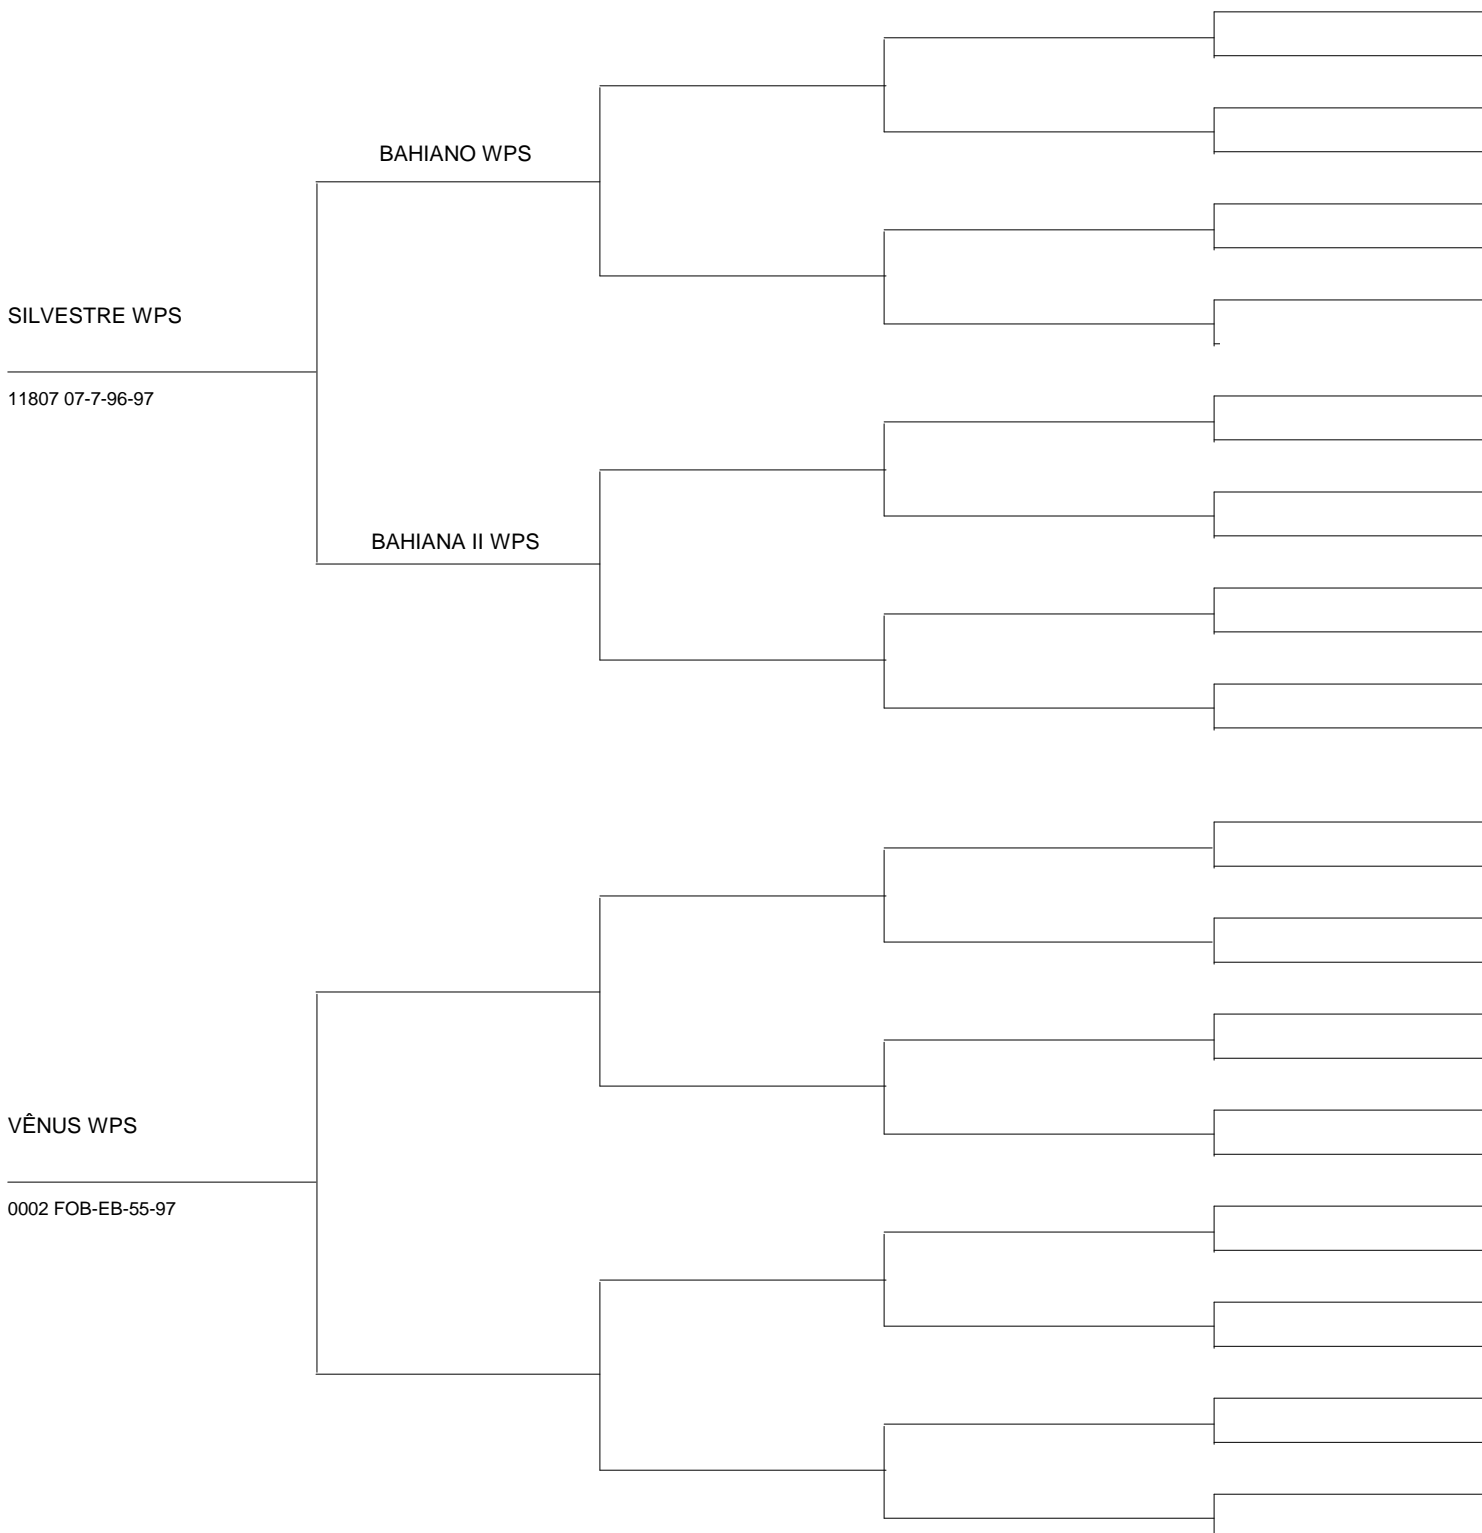 BAHIANO WPS
SILVESTRE WPS
11807 07-7-96-97
BAHIANA II WPS
VÊNUS WPS
0002 FOB-EB-55-97